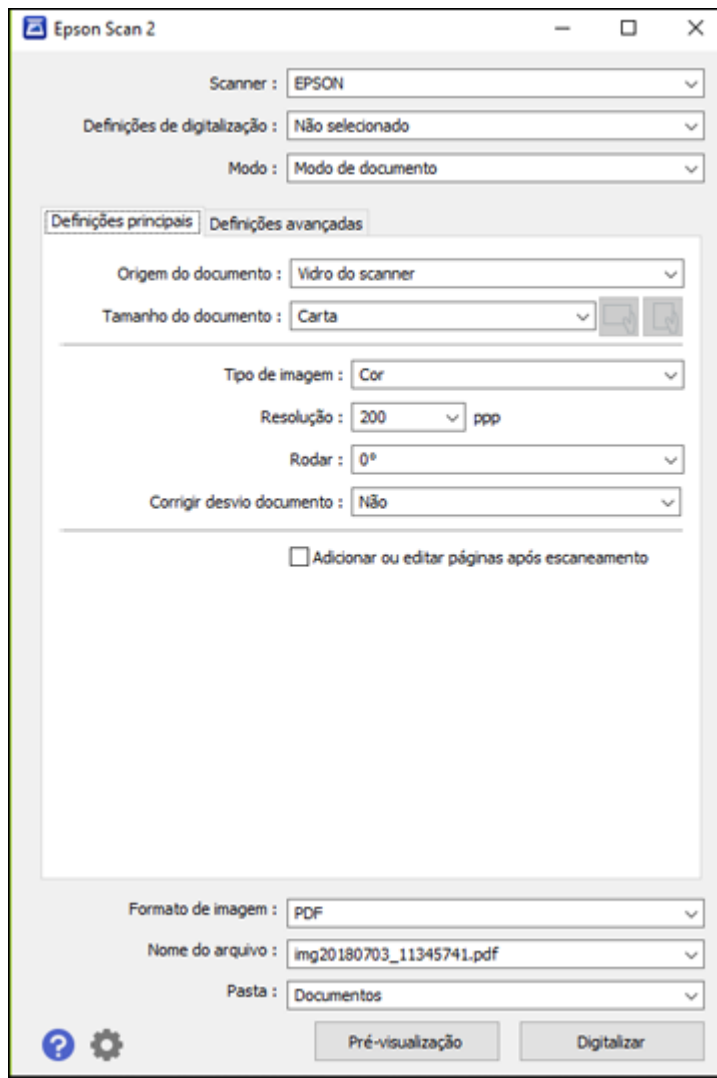 Epson Scan 2
Scanner : EPSON
Definições de digitalização : Não selecionado
Modo : Modo de documento
Definições principais Definições avançadas
Origem do documento : Vidro do scanner
Tamanho do documento : Carta
Tipo de imagem : Cor
Resolução : 200 ppp
Rodar : 0°
Corrigir desvio documento : Não
Adicionar ou editar páginas após escaneamento
Formato de imagem : PDF
Nome do arquivo : img20180703_11345741.pdf
Pasta : Documentos
? Pré-visualização Digitalizar